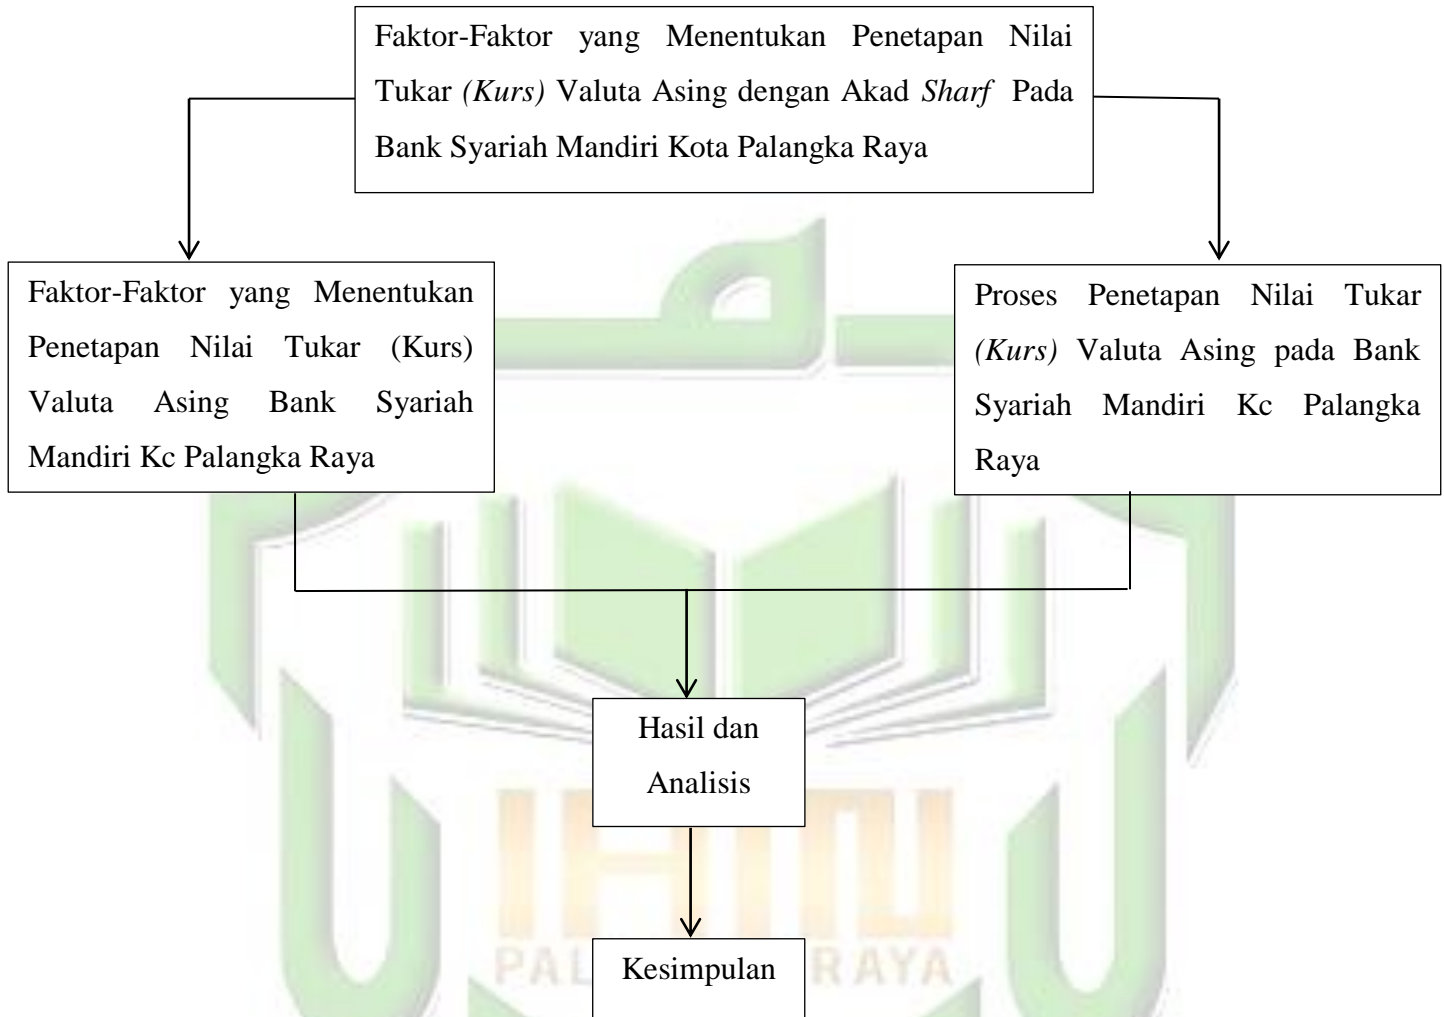 Faktor-Faktor yang Menentukan Penetapan Nilai
Tukar (Kurs) Valuta Asing dengan Akad Sharf Pada
Bank Syariah Mandiri Kota Palangka Raya
Faktor-Faktor yang Menentukan
Penetapan Nilai Tukar (Kurs)
Valuta Asing Bank Syariah
Mandiri Kc Palangka Raya
Proses Penetapan Nilai Tukar
(Kurs) Valuta Asing pada Bank
Syariah Mandiri Kc Palangka
Raya
Hasil dan
Analisis
Kesimpulan
PAL RAYA